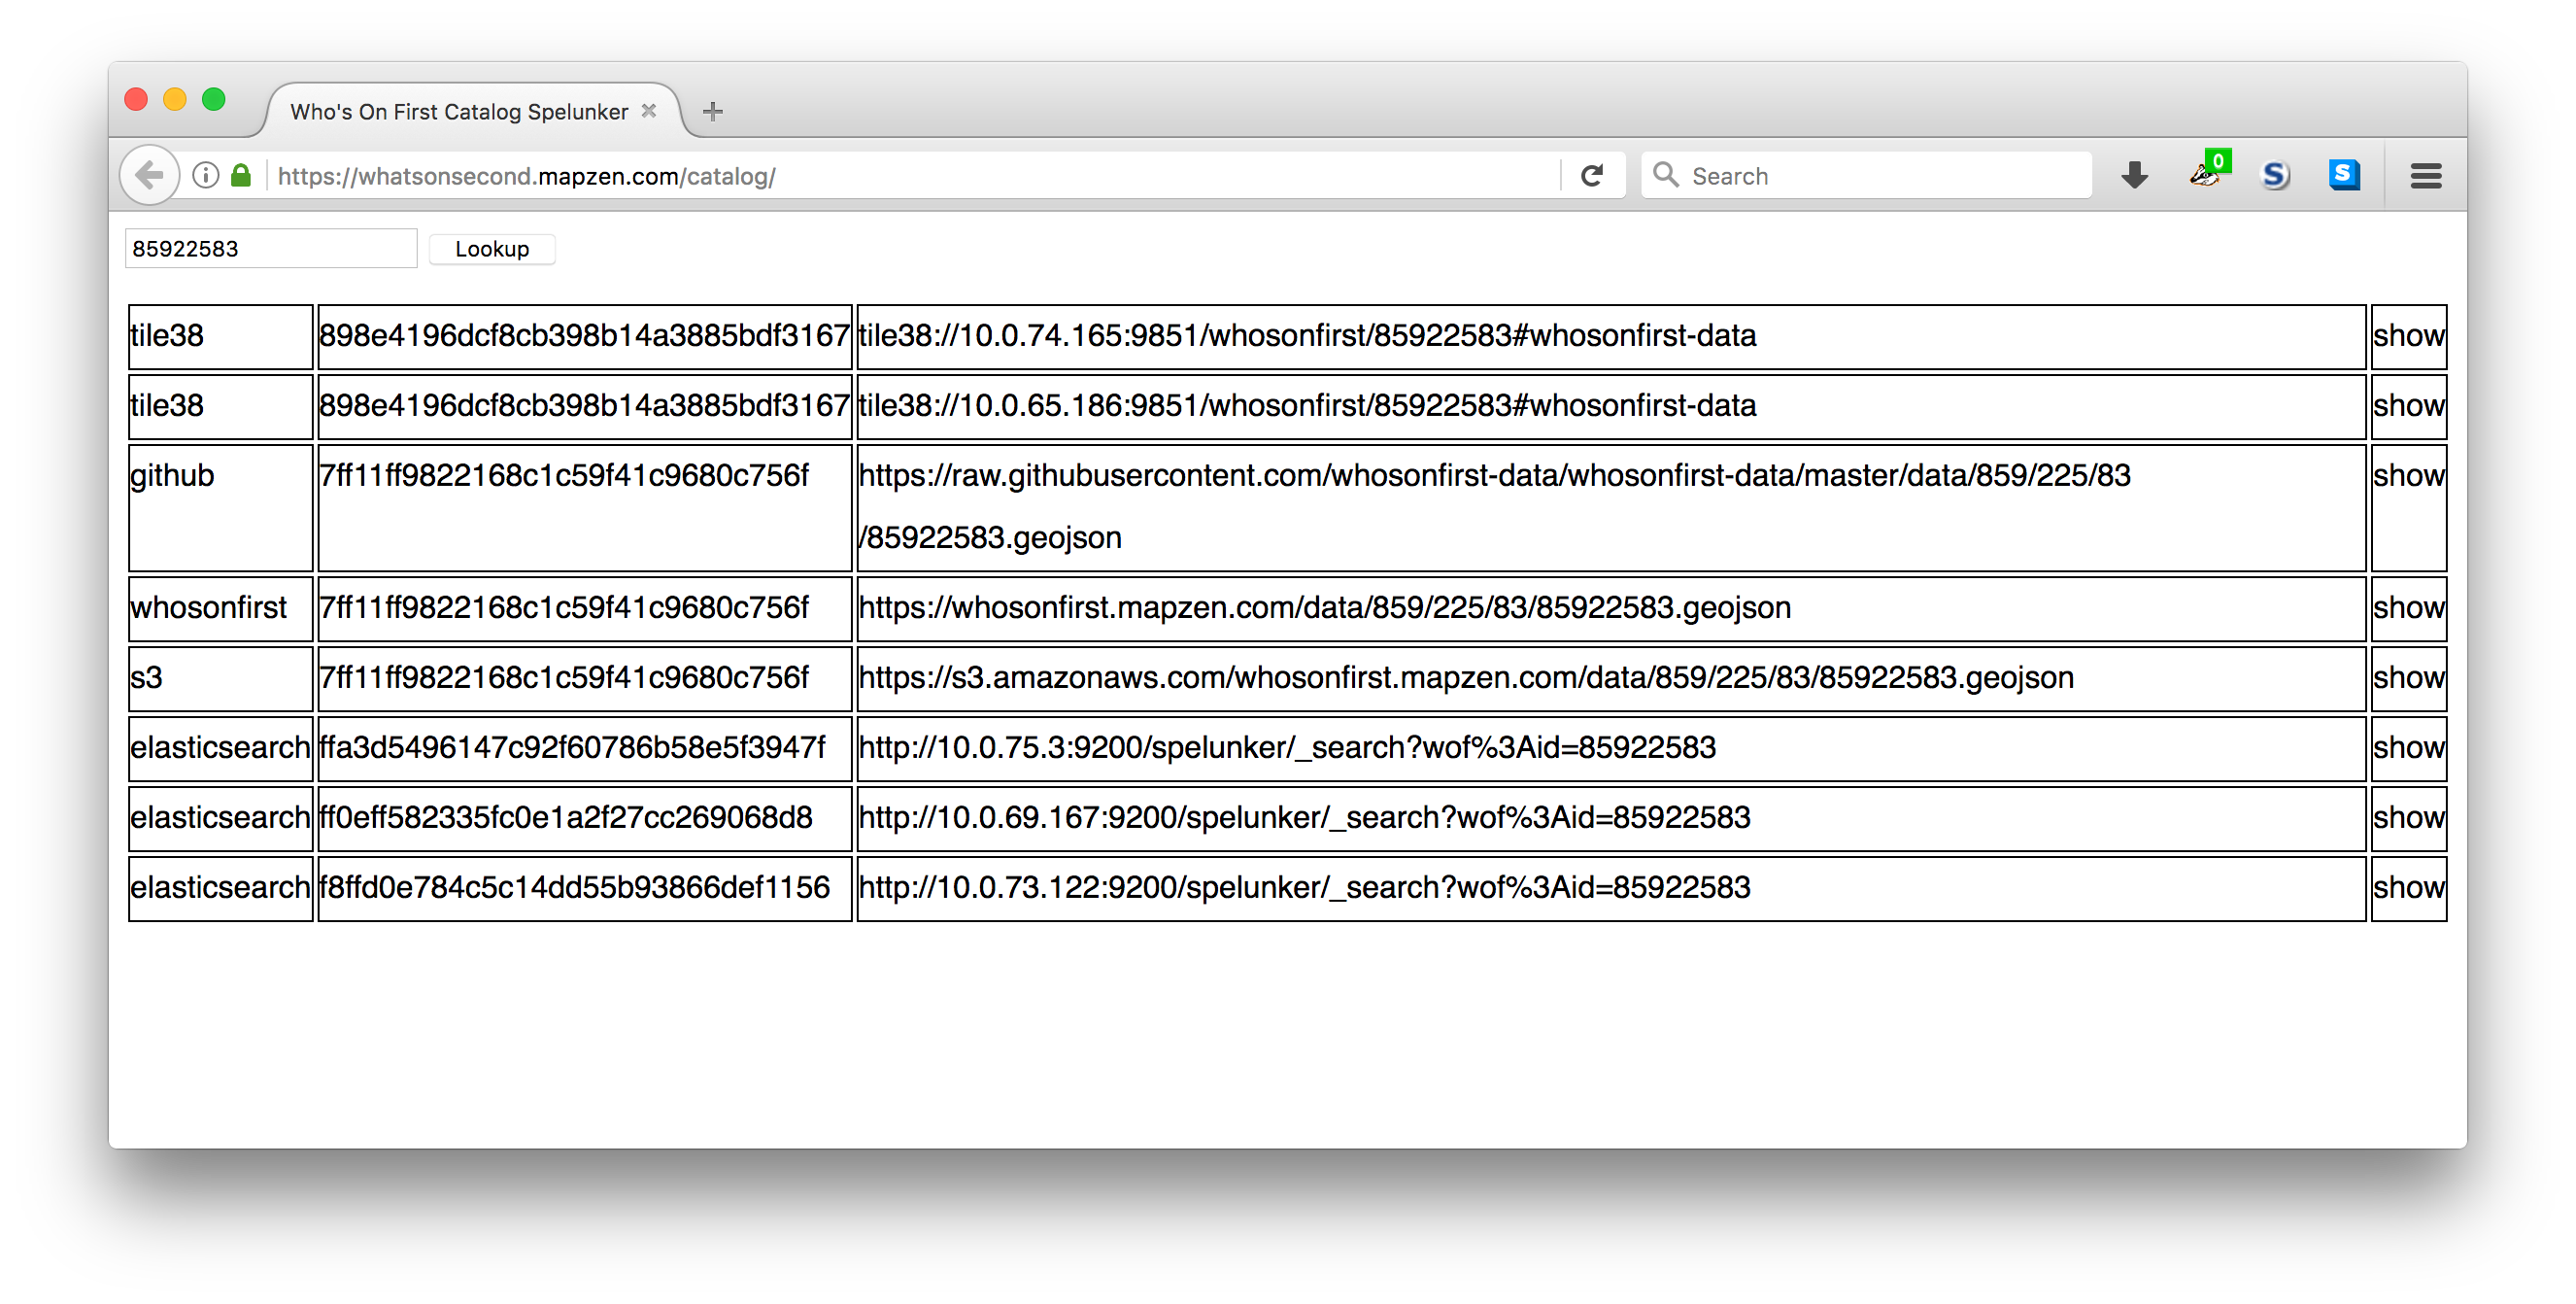 Who's On First Catalog Spelunker
https://whatsonsecond.mapzen.com/catalog/
Search
0
S
S
85922583 Lookup
tile38 898e4196dcf8cb398b14a3885bdf3167 tile38://10.0.74.165:9851/whosonfirst/85922583#whosonfirst-data show
tile38 898e4196dcf8cb398b14a3885bdf3167 tile38://10.0.65.186:9851/whosonfirst/85922583#whosonfirst-data show
github 7ff11ff9822168c1c59f41c9680c756f https://raw.githubusercontent.com/whosonfirst-data/whosonfirst-data/master/data/859/225/83 show
/85922583.geojson
whosonfirst 7ff11ff9822168c1c59f41c9680c756f https://whosonfirst.mapzen.com/data/859/225/83/85922583.geojson show
s3 7ff11ff9822168c1c59f41c9680c756f https://s3.amazonaws.com/whosonfirst.mapzen.com/data/859/225/83/85922583.geojson show
elasticsearch ffa3d5496147c92f60786b58e5f3947f http://10.0.75.3:9200/spelunker/_search?wof%3Aid=85922583 show
elasticsearch ff0eff582335fc0e1a2f27cc269068d8 http://10.0.69.167:9200/spelunker/_search?wof%3Aid=85922583 show
elasticsearch f8ffd0e784c5c14dd55b93866def1156 http://10.0.73.122:9200/spelunker/_search?wof%3Aid=85922583 show